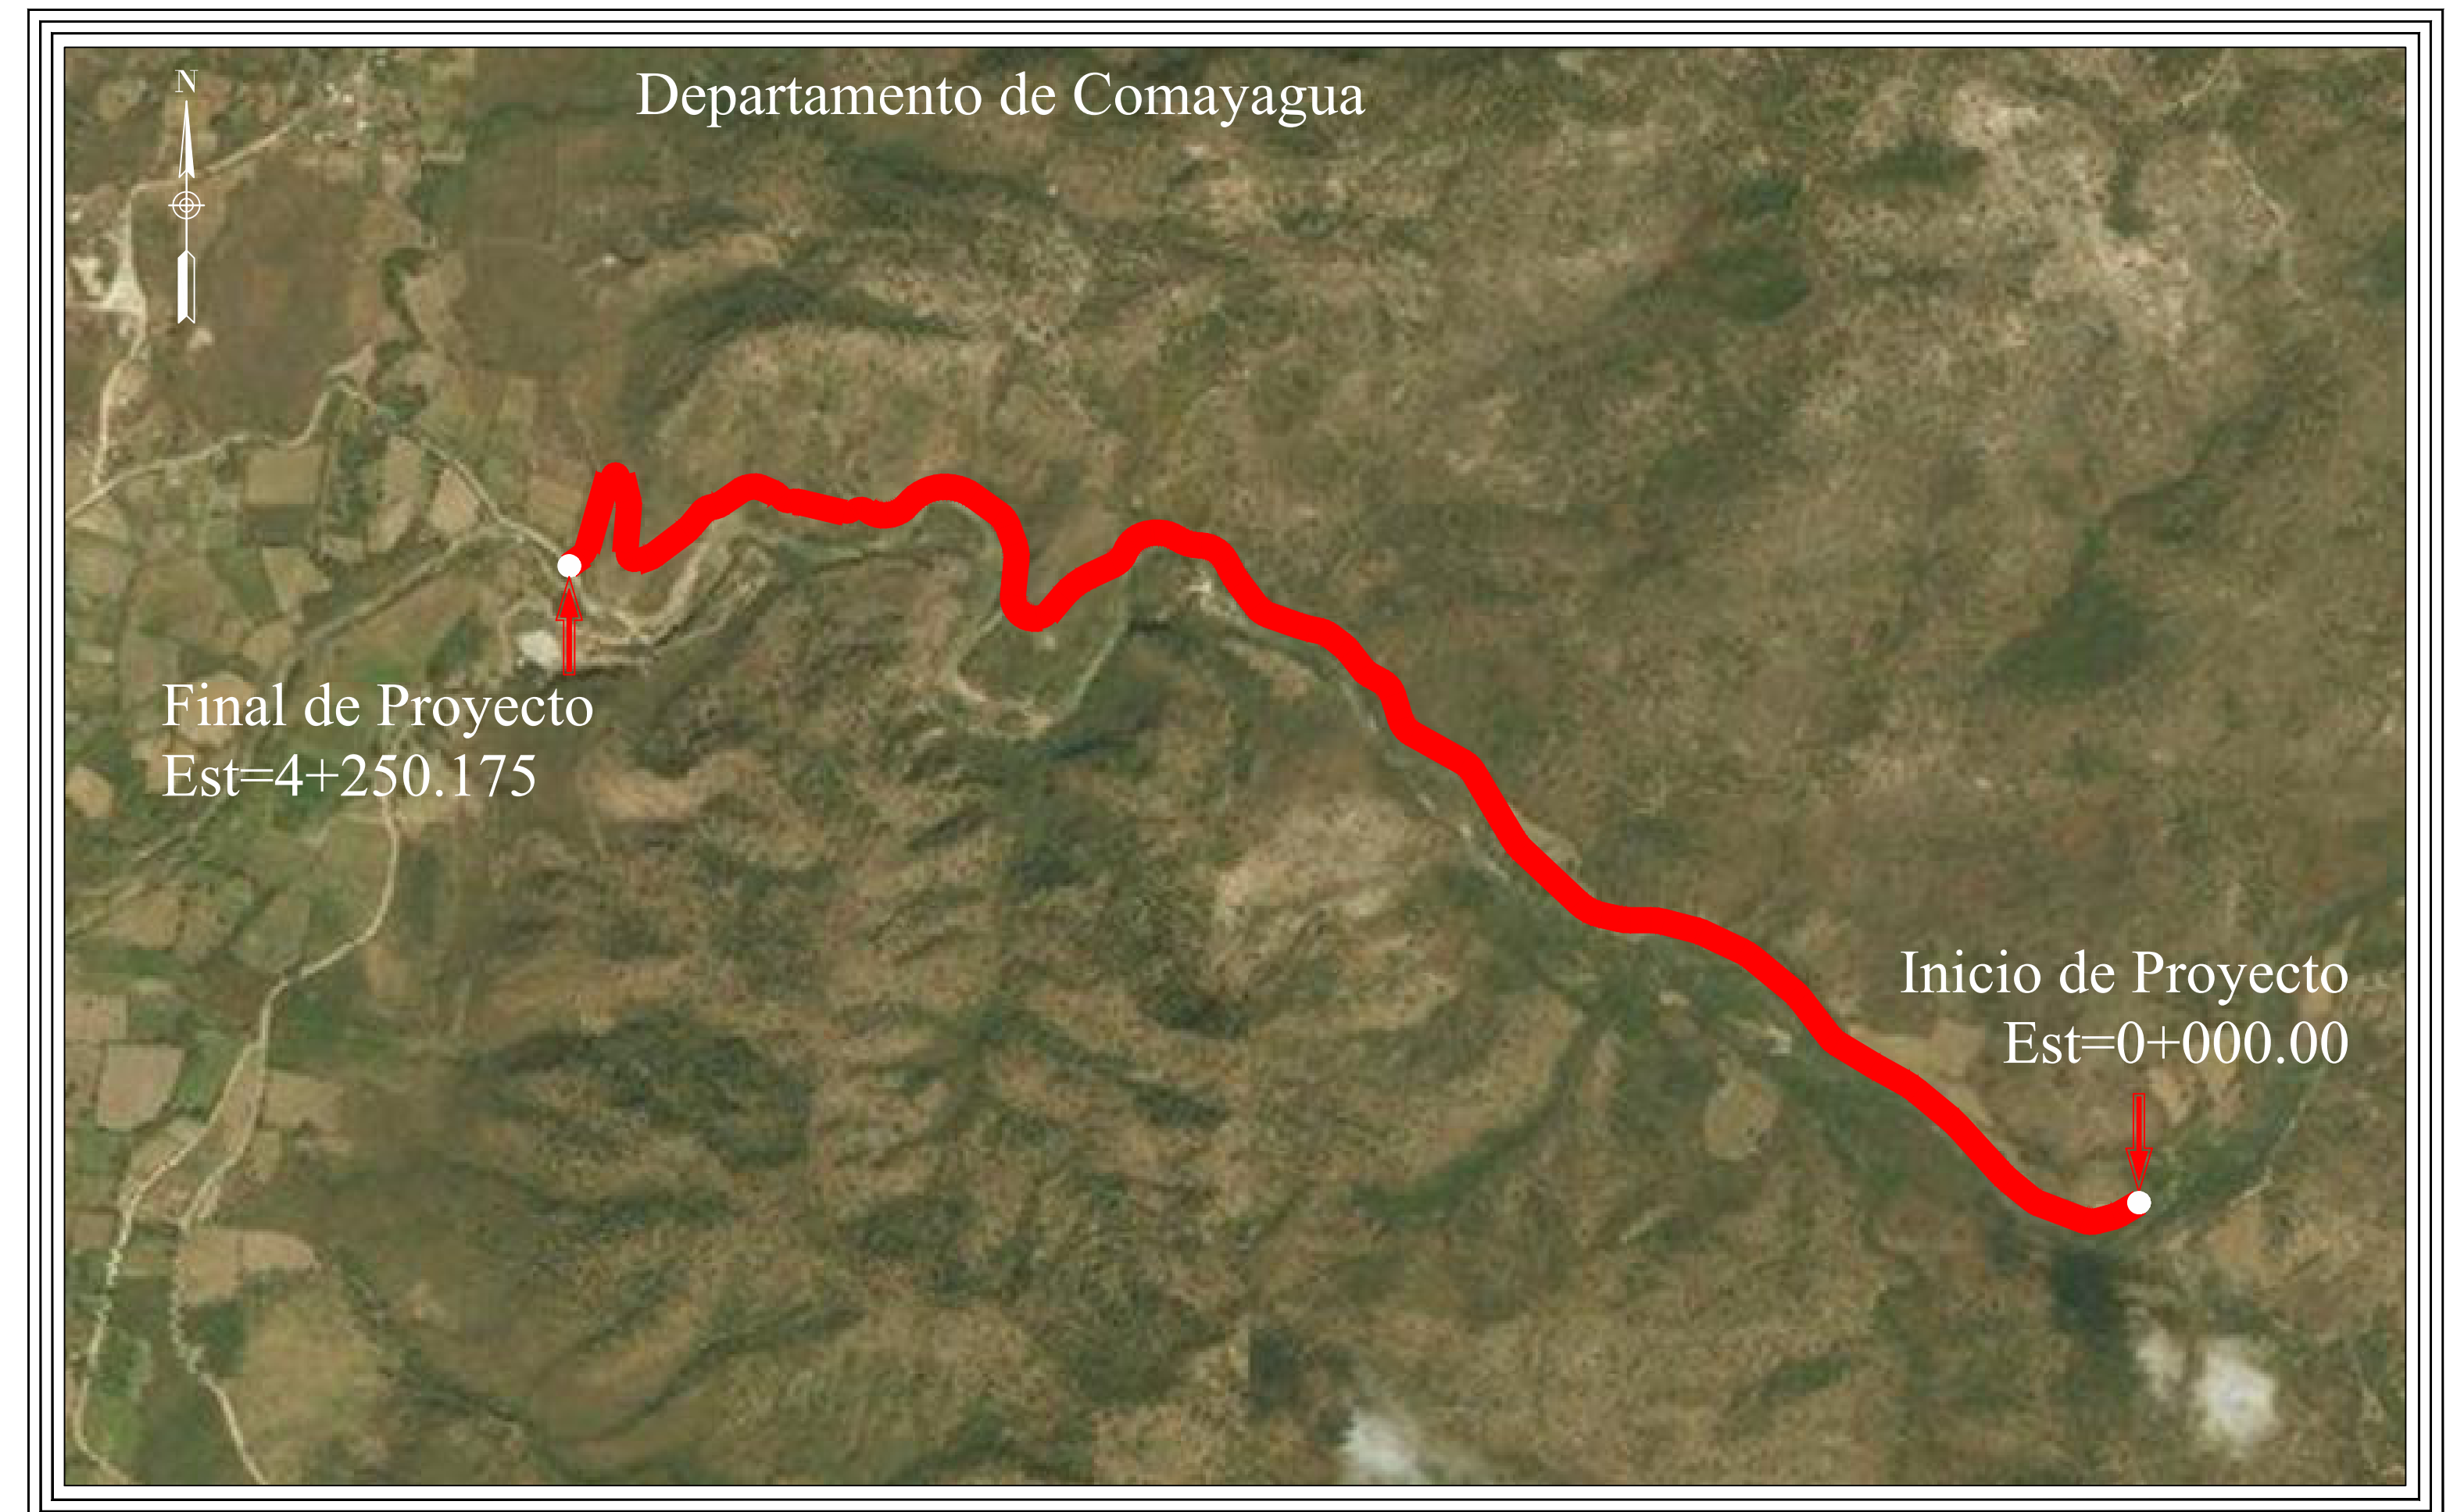 N
Departamento de Comayagua
Final de Proyecto
Est=4+250.175
Inicio de Proyecto
Est=0+000.00